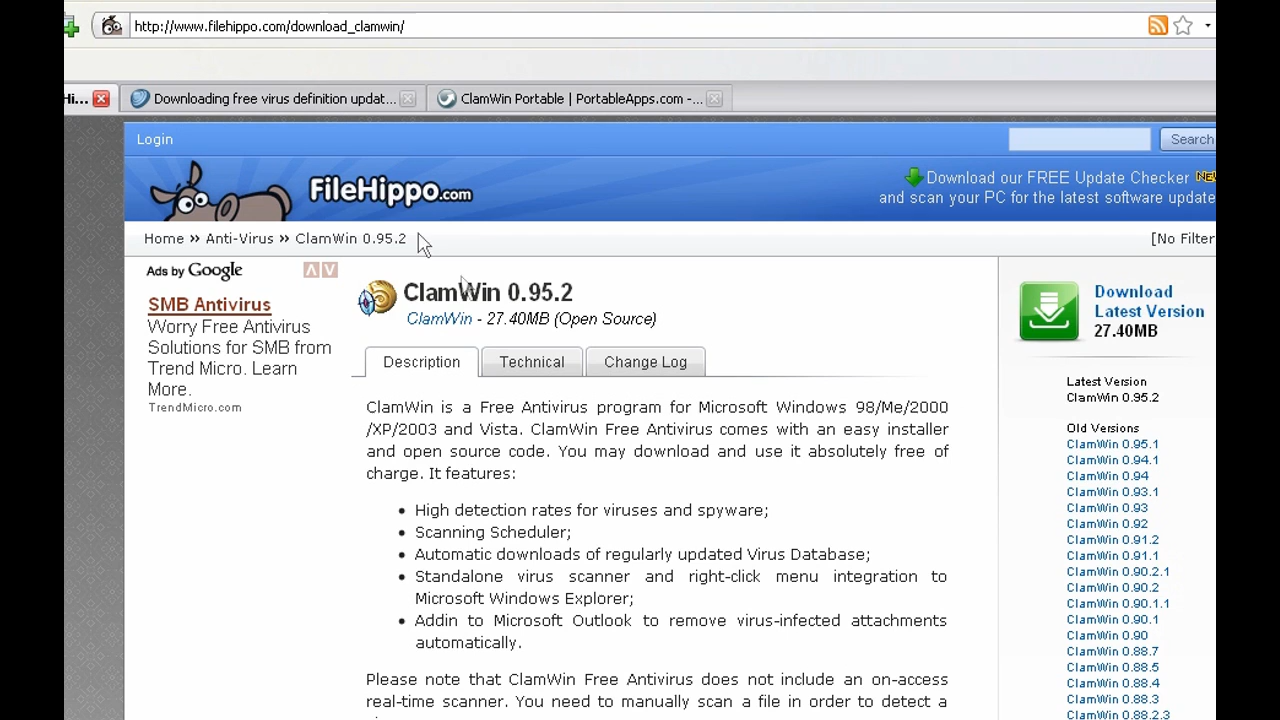 http://www.filehippo.com/download_clamwin/
Hi... Downloading free virus definition updat... ClamWin Portable | PortableApps.com -...
Login
Search
FileHippo.com
Download our FREE Update Checker NEW
and scan your PC for the latest software update
Home » Anti-Virus » ClamWin 0.95.2
[No Filter
Ads by Google
SMB Antivirus
Worry Free Antivirus
Solutions for SMB from
Trend Micro. Learn
More.
TrendMicro.com
ClamWin 0.95.2
ClamWin - 27.40MB (Open Source)
Description Technical Change Log
ClamWin is a Free Antivirus program for Microsoft Windows 98/Me/2000
/XP/2003 and Vista. ClamWin Free Antivirus comes with an easy installer
and open source code. You may download and use it absolutely free of
charge. It features:
• High detection rates for viruses and spyware;
• Scanning Scheduler;
• Automatic downloads of regularly updated Virus Database;
• Standalone virus scanner and right-click menu integration to
Microsoft Windows Explorer;
• Addin to Microsoft Outlook to remove virus-infected attachments
automatically.
Please note that ClamWin Free Antivirus does not include an on-access
real-time scanner. You need to manually scan a file in order to detect a
Download
Latest Version
27.40MB
Latest Version
ClamWin 0.95.2
Old Versions
ClamWin 0.95.1
ClamWin 0.94.1
ClamWin 0.94
ClamWin 0.93.1
ClamWin 0.93
ClamWin 0.92
ClamWin 0.91.2
ClamWin 0.91.1
ClamWin 0.90.2.1
ClamWin 0.90.2
ClamWin 0.90.1.1
ClamWin 0.90.1
ClamWin 0.90
ClamWin 0.88.7
ClamWin 0.88.5
ClamWin 0.88.4
ClamWin 0.88.3
ClamWin 0.88.2.3